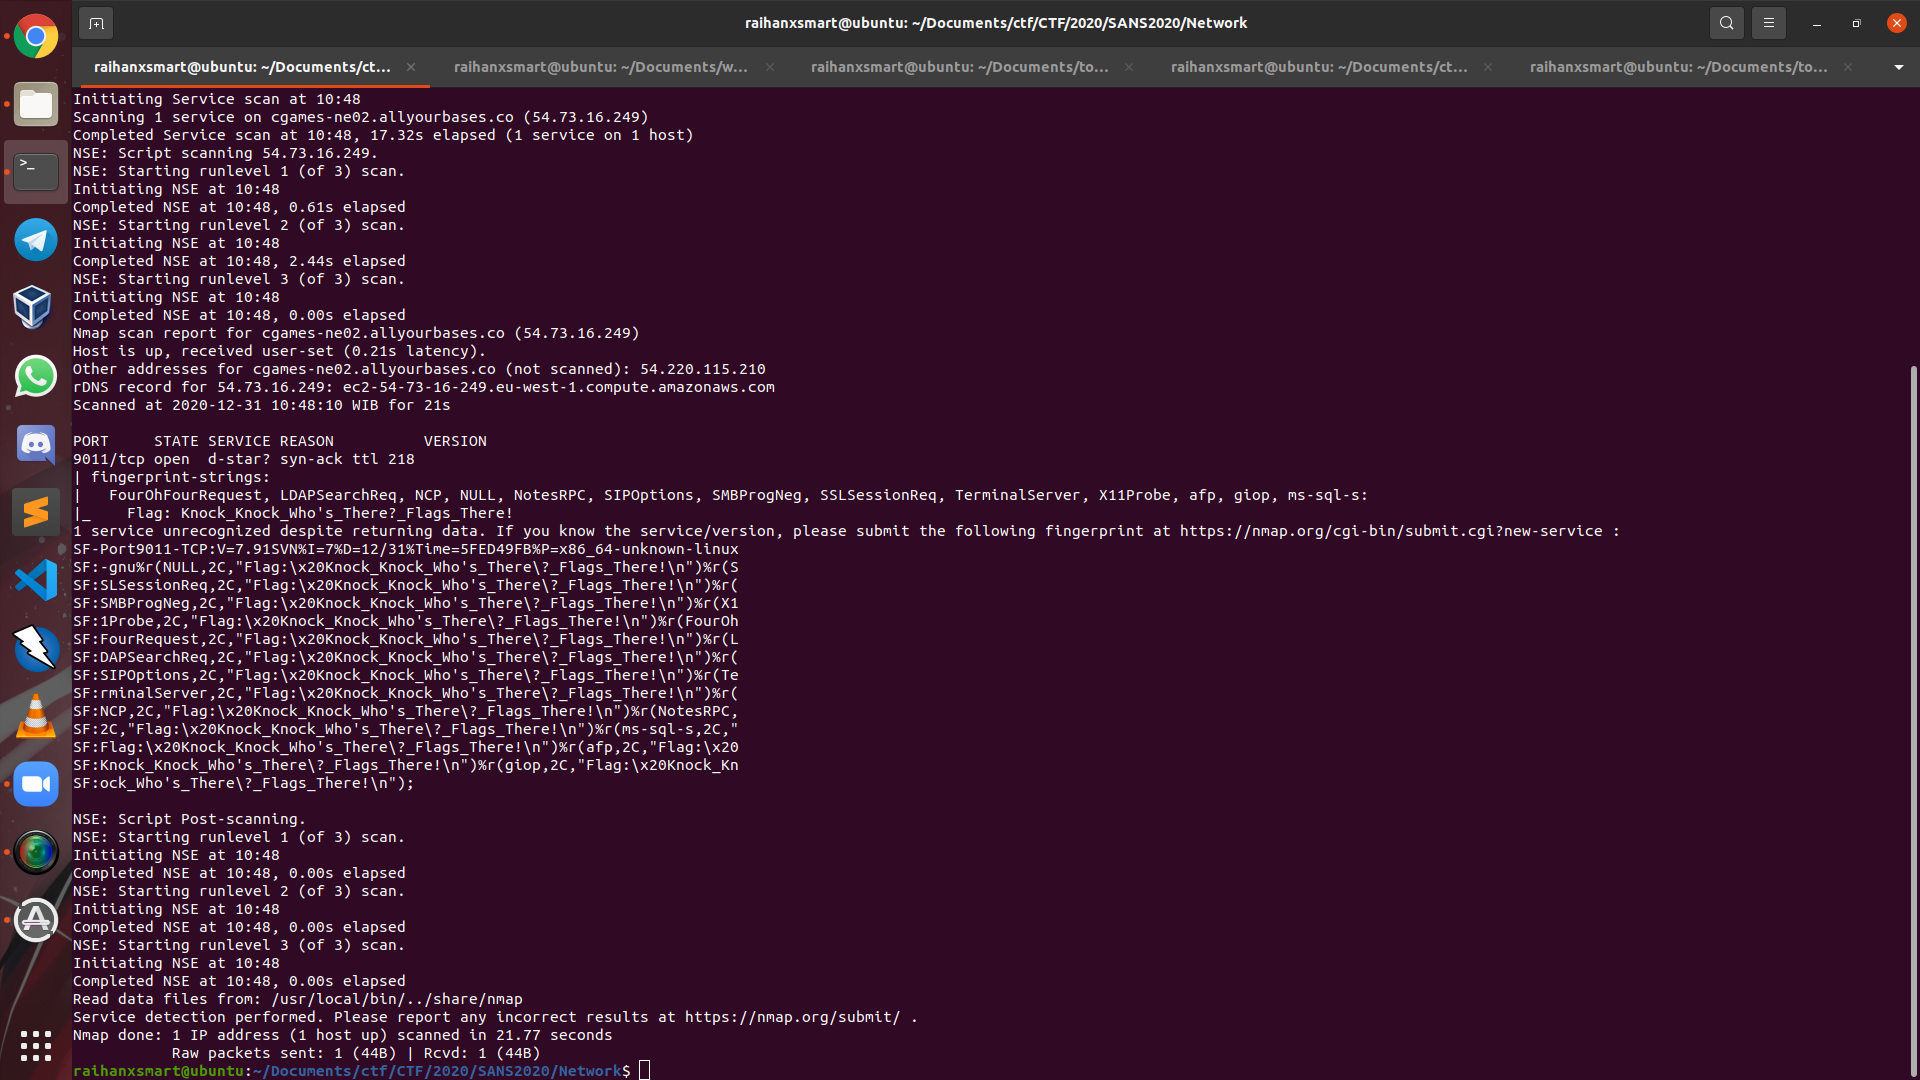 raihanxsmart@ubuntu: ~/Documents/ctf/CTF/2020/SANS2020/Network
raihanxsmart@ubuntu: ~/Documents/ct... × raihanxsmart@ubuntu: ~/Documents/w... × raihanxsmart@ubuntu: ~/Documents/to... × raihanxsmart@ubuntu: ~/Documents/ct... × raihanxsmart@ubuntu: ~/Documents/to... ×
Initiating Service scan at 10:48
Scanning 1 service on cgames-ne02.allyourbases.co (54.73.16.249)
Completed Service scan at 10:48, 17.32s elapsed (1 service on 1 host)
NSE: Script scanning 54.73.16.249.
NSE: Starting runlevel 1 (of 3) scan.
Initiating NSE at 10:48
Completed NSE at 10:48, 0.61s elapsed
NSE: Starting runlevel 2 (of 3) scan.
Initiating NSE at 10:48
Completed NSE at 10:48, 2.44s elapsed
NSE: Starting runlevel 3 (of 3) scan.
Initiating NSE at 10:48
Completed NSE at 10:48, 0.00s elapsed
Nmap scan report for cgames-ne02.allyourbases.co (54.73.16.249)
Host is up, received user-set (0.21s latency).
Other addresses for cgames-ne02.allyourbases.co (not scanned): 54.220.115.210
rDNS record for 54.73.16.249: ec2-54-73-16-249.eu-west-1.compute.amazonaws.com
Scanned at 2020-12-31 10:48:10 WIB for 21s
PORT     STATE SERVICE REASON          VERSION
9011/tcp open  d-star? syn-ack ttl 218
| fingerprint-strings:
|   FourOhFourRequest, LDAPSearchReq, NCP, NULL, NotesRPC, SIPOptions, SMBProgNeg, SSLSessionReq, TerminalServer, X11Probe, afp, giop, ms-sql-s:
|_    Flag: Knock_Knock_Who's_There?_Flags_There!
1 service unrecognized despite returning data. If you know the service/version, please submit the following fingerprint at https://nmap.org/cgi-bin/submit.cgi?new-service :
SF-Port9011-TCP:V=7.91SVN%I=7%D=12/31%Time=5FED49FB%P=x86_64-unknown-linux
SF:-gnu%r(NULL,2C,"Flag:\x20Knock_Knock_Who's_There\?_Flags_There!\n")%r(S
SF:SLSessionReq,2C,"Flag:\x20Knock_Knock_Who's_There\?_Flags_There!\n")%r(
SF:SMBProgNeg,2C,"Flag:\x20Knock_Knock_Who's_There\?_Flags_There!\n")%r(X1
SF:1Probe,2C,"Flag:\x20Knock_Knock_Who's_There\?_Flags_There!\n")%r(FourOh
SF:FourRequest,2C,"Flag:\x20Knock_Knock_Who's_There\?_Flags_There!\n")%r(L
SF:DAPSearchReq,2C,"Flag:\x20Knock_Knock_Who's_There\?_Flags_There!\n")%r(
SF:SIPOptions,2C,"Flag:\x20Knock_Knock_Who's_There\?_Flags_There!\n")%r(Te
SF:rminalServer,2C,"Flag:\x20Knock_Knock_Who's_There\?_Flags_There!\n")%r(
SF:NCP,2C,"Flag:\x20Knock_Knock_Who's_There\?_Flags_There!\n")%r(NotesRPC,
SF:2C,"Flag:\x20Knock_Knock_Who's_There\?_Flags_There!\n")%r(ms-sql-s,2C,"
SF:Flag:\x20Knock_Knock_Who's_There\?_Flags_There!\n")%r(afp,2C,"Flag:\x20
SF:Knock_Knock_Who's_There\?_Flags_There!\n")%r(giop,2C,"Flag:\x20Knock_Kn
SF:ock_Who's_There\?_Flags_There!\n");
NSE: Script Post-scanning.
NSE: Starting runlevel 1 (of 3) scan.
Initiating NSE at 10:48
Completed NSE at 10:48, 0.00s elapsed
NSE: Starting runlevel 2 (of 3) scan.
Initiating NSE at 10:48
Completed NSE at 10:48, 0.00s elapsed
NSE: Starting runlevel 3 (of 3) scan.
Initiating NSE at 10:48
Completed NSE at 10:48, 0.00s elapsed
Read data files from: /usr/local/bin/../share/nmap
Service detection performed. Please report any incorrect results at https://nmap.org/submit/ .
Nmap done: 1 IP address (1 host up) scanned in 21.77 seconds
           Raw packets sent: 1 (44B) | Rcvd: 1 (44B)
raihanxsmart@ubuntu:~/Documents/ctf/CTF/2020/SANS2020/Network$